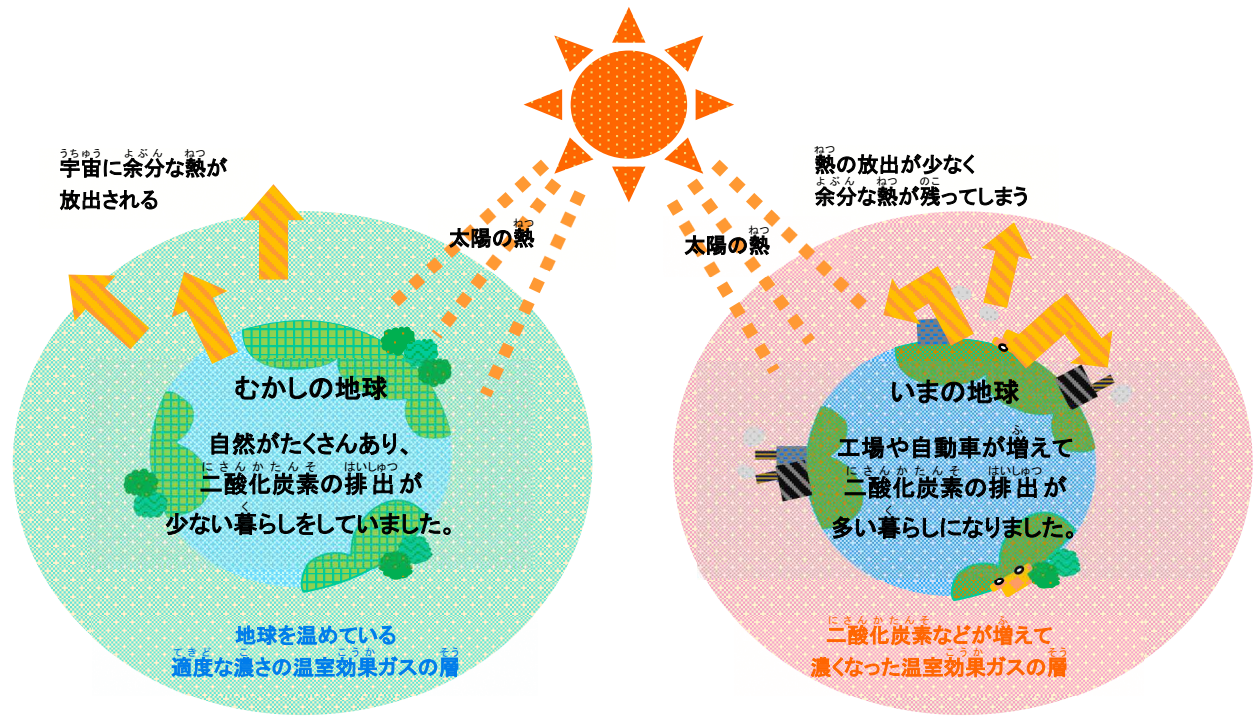 宇宙に余分な熱が
放出される
太陽の熱
むかしの地球
自然がたくさんあり、
二酸化炭素の排出が
少ない暮らしをしていました。
地球を温めている
適度な濃さの温室効果ガスの層
熱の放出が少なく
余分な熱が残ってしまう
太陽の熱
いまの地球
工場や自動車が増えて
二酸化炭素の排出が
多い暮らしになりました。
二酸化炭素などが増えて
濃くなった温室効果ガスの層